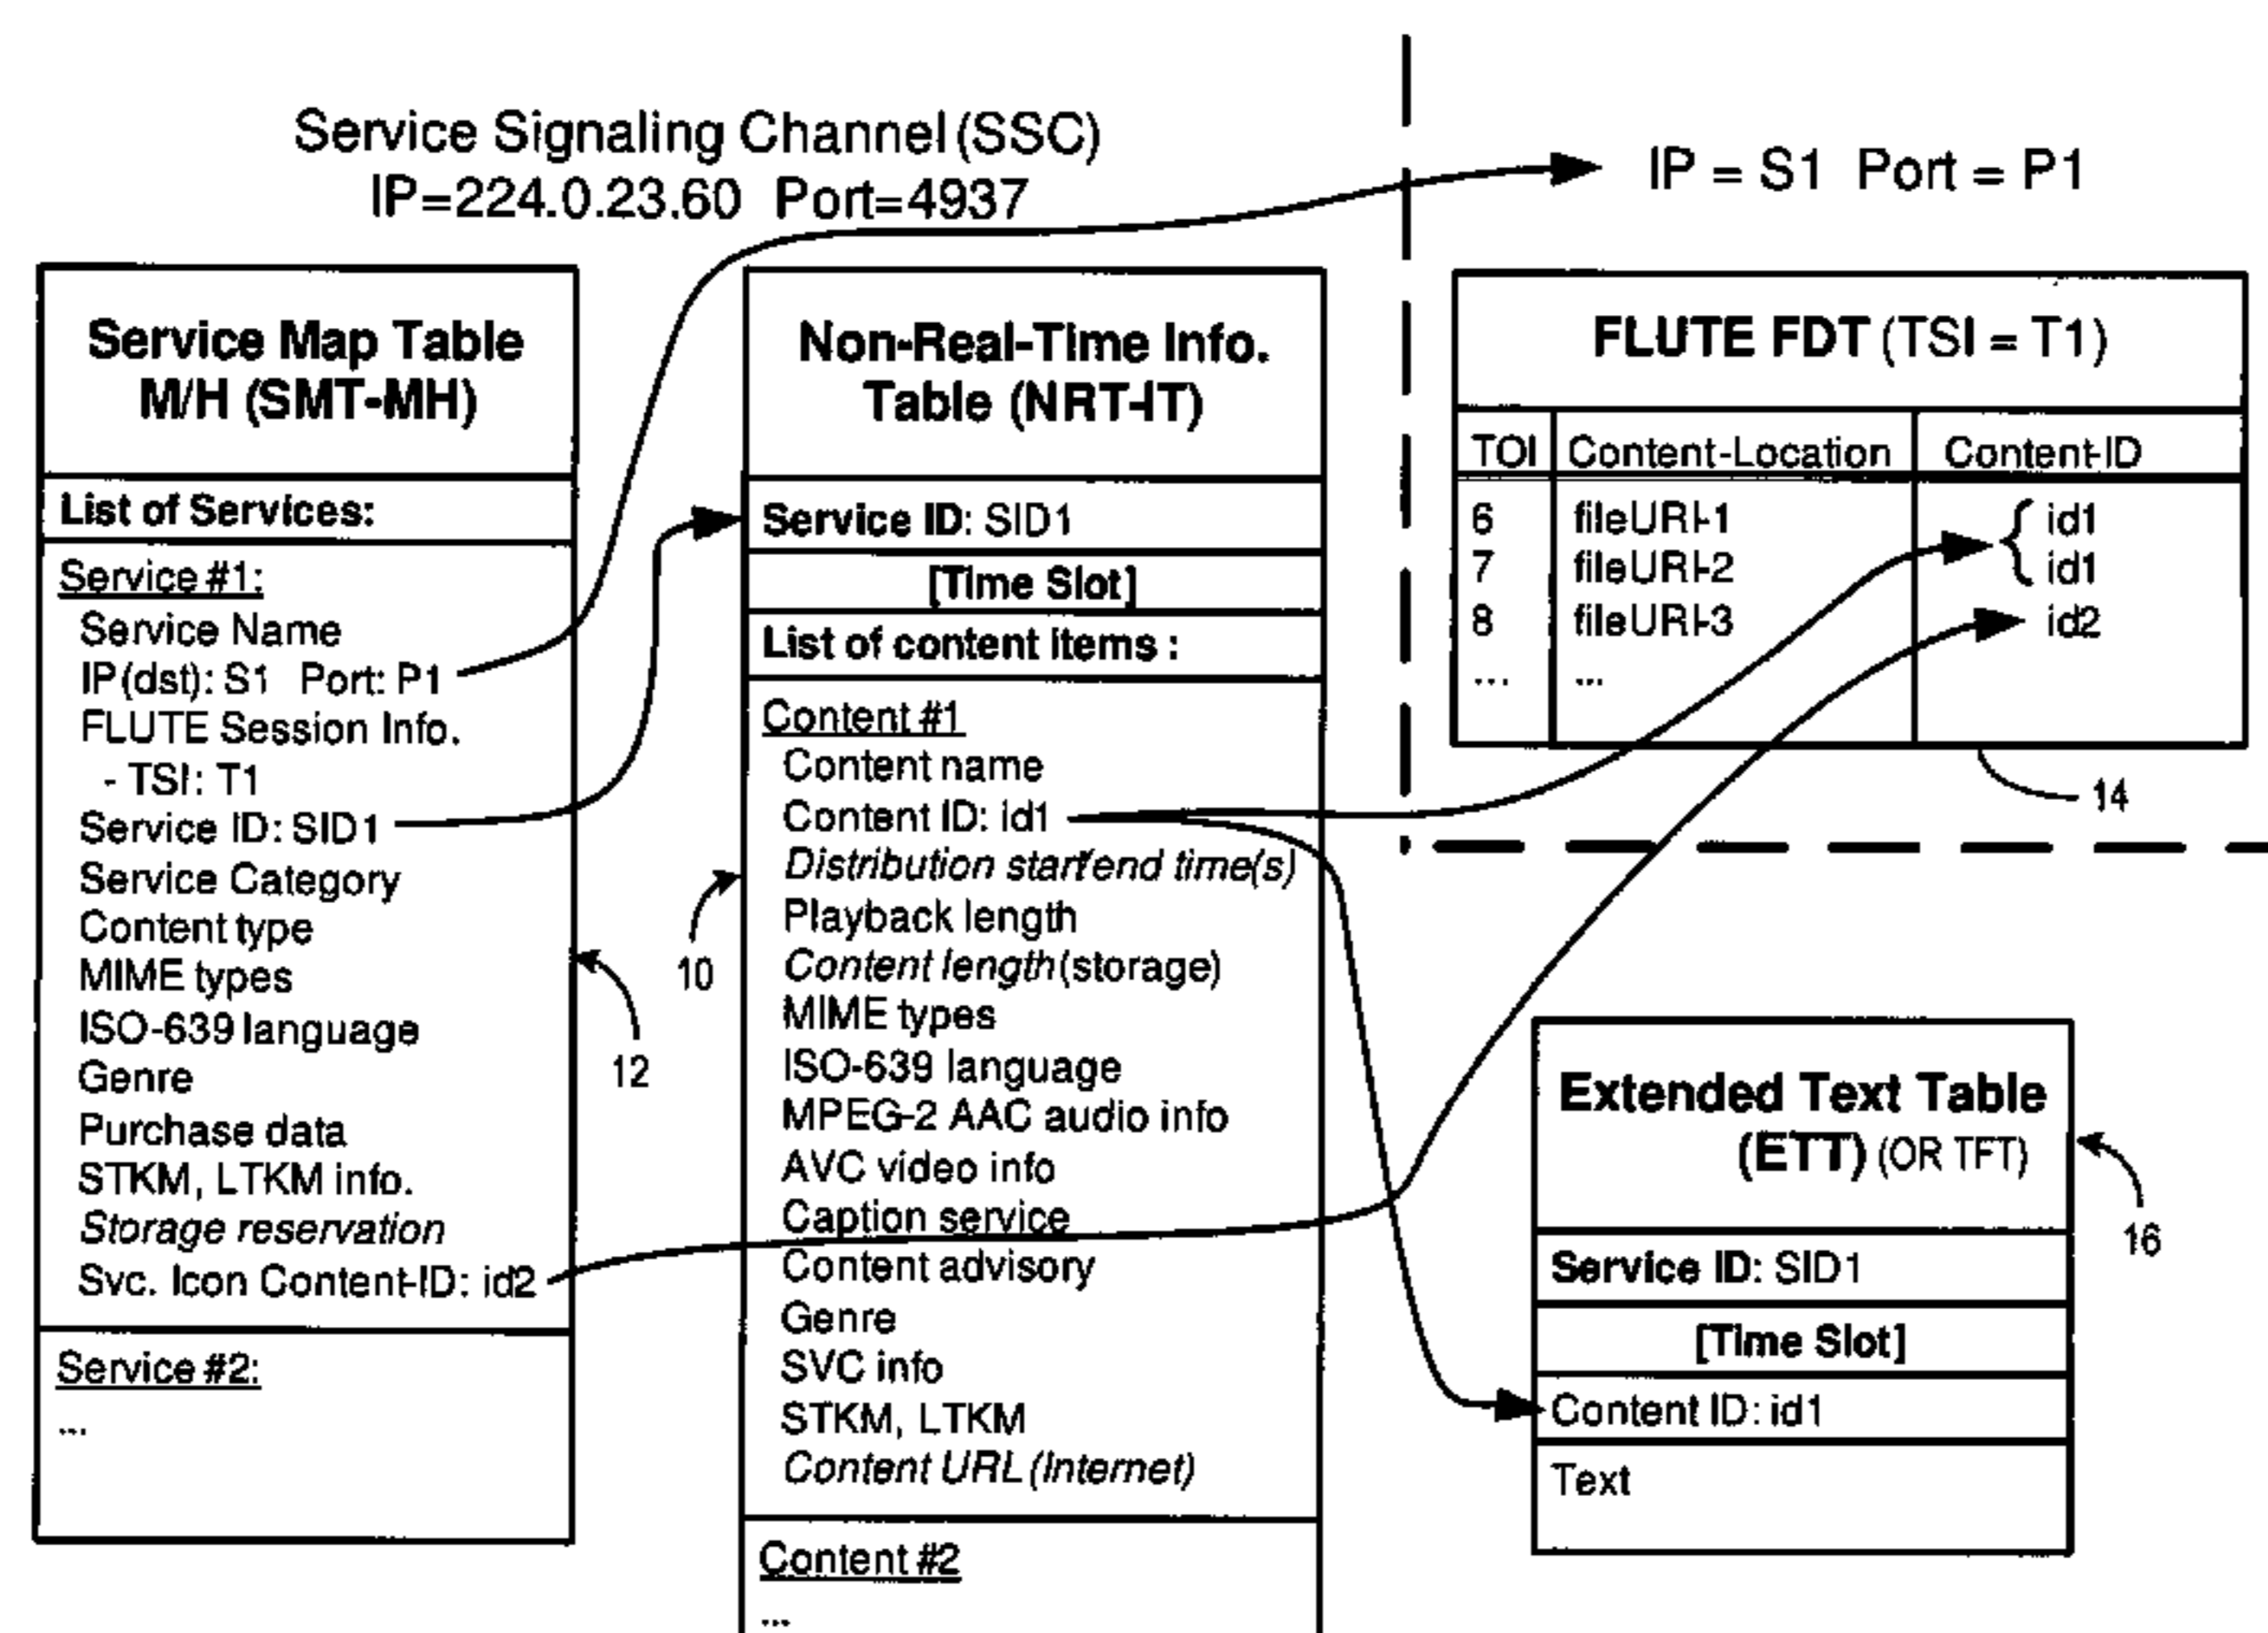 Service Signaling Channel (SSC)
IP=224.0.23.60 Port=4937
IP = S1 Port = P1
Service Map Table
M/H (SMT-MH)
List of Services:
Service #1:
Service Name
IP(dst): S1 Port: P1
FLUTE Session Info.
- TSI: T1
Service ID: SID1
Service Category
Content type
MIME types
ISO-639 language
Genre
Purchase data
STKM, LTKM info.
Storage reservation
Svc. Icon Content-ID: id2
Service #2:
...
12
Non-Real-Time Info.
Table (NRT-IT)
Service ID: SID1
[Time Slot]
List of content items :
Content #1
Content name
Content ID: id1
Distribution start/end time(s)
Playback length
Content length (storage)
MIME types
ISO-639 language
MPEG-2 AAC audio info
AVC video info
Caption service
Content advisory
Genre
SVC info
STKM, LTKM
Content URL (Internet)
Content #2
...
10
FLUTE FDT (TSI = T1)
TOI Content-Location Content-ID
6 fileURI-1 id1
7 fileURI-2 id1
8 fileURI-3 id2
... ...
14
Extended Text Table
(ETT) (OR TFT)
Service ID: SID1
[Time Slot]
Content ID: id1
Text
16